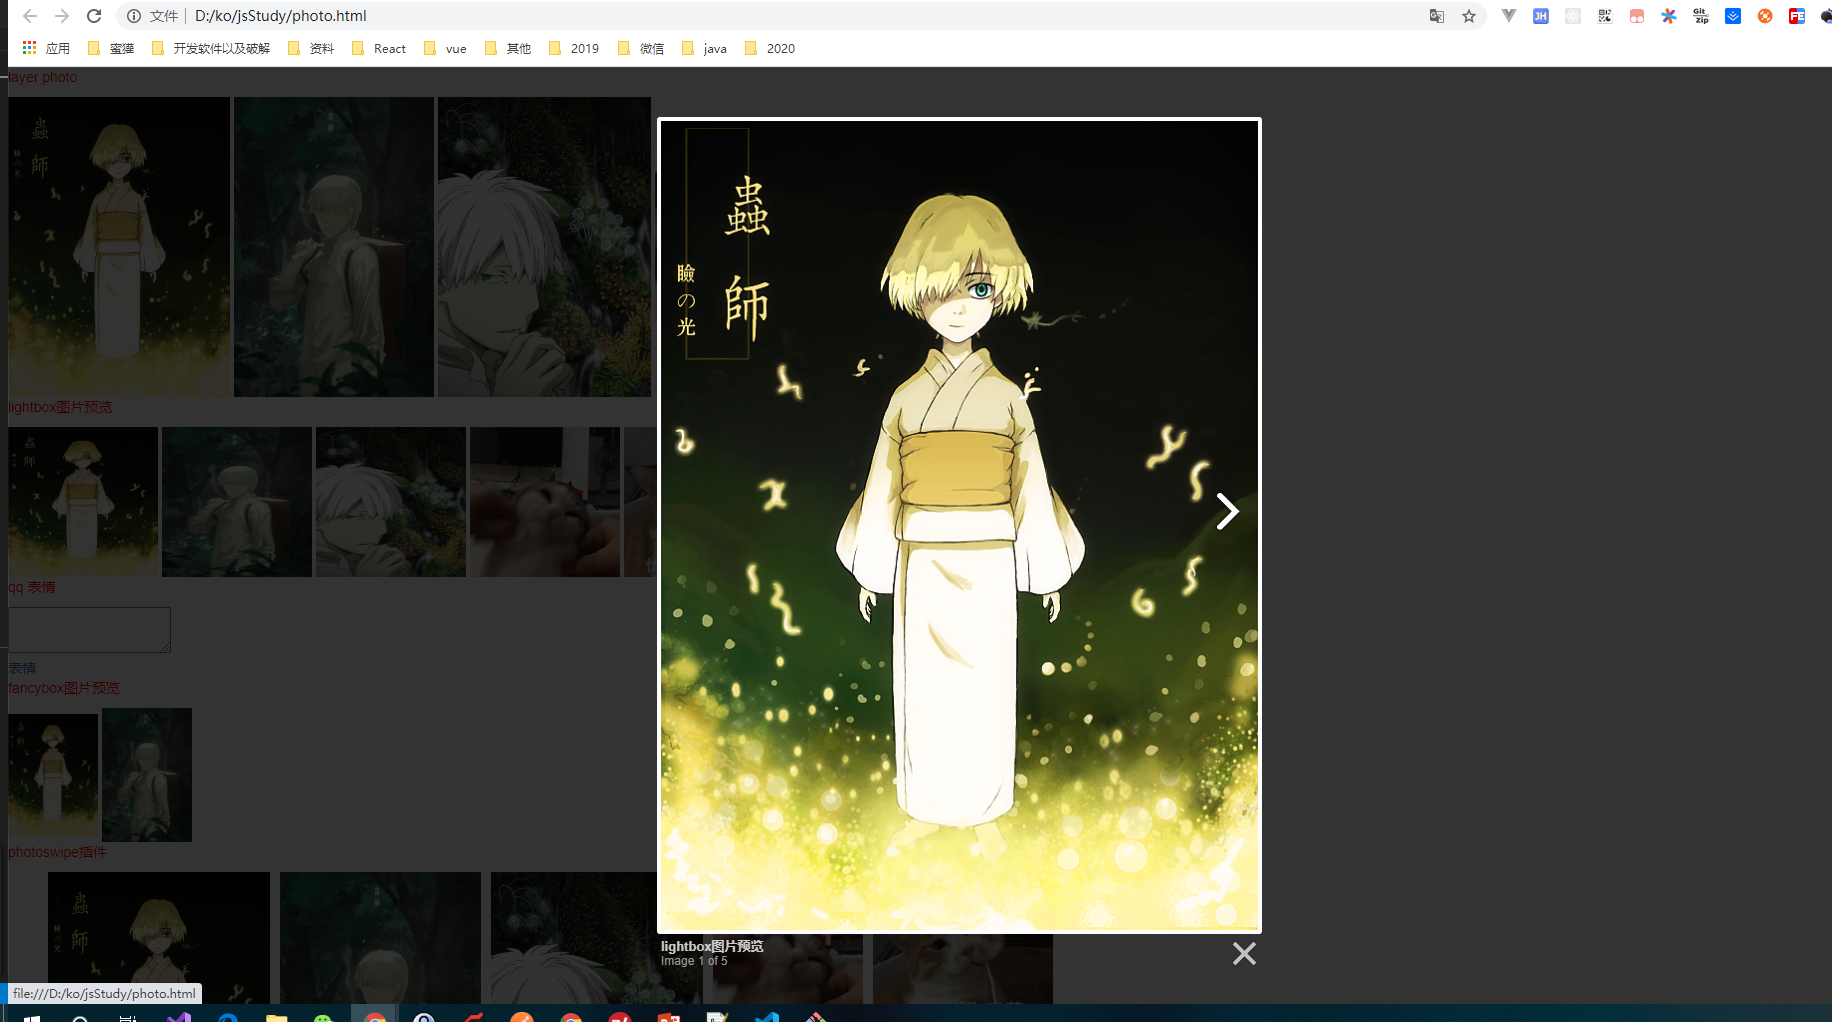 文件 D:/ko/jsStudy/photo.html
应用 蜜獾 开发软件以及破解 资料 React vue 其他 2019 微信 java 2020
layer photo
蟲師
瞼の光
lightbox图片预览
qq 表情
表情
fancybox图片预览
photoswipe插件
蟲師
瞼の光
lightbox图片预览
Image 1 of 5
file:///D:/ko/jsStudy/photo.html